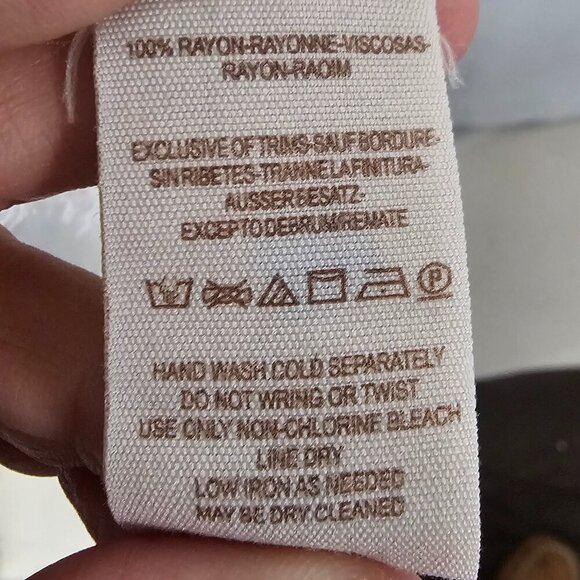 100% RAYON-RAYONNE-VISCOSAS-
RAYON-RAOIM
EXCLUSIVE OF TRIMS-SAUF BORDURE-
SIN RIBETES-TRANNE LA FINITURA-
AUSSER BESATZ-
EXCEPTO DEBRUM/REMATE
P
HAND WASH COLD SEPARATELY
DO NOT WRING OR TWIST
USE ONLY NON-CHLORINE BLEACH
LINE DRY
LOW IRON AS NEEDED
MAY BE DRY CLEANED